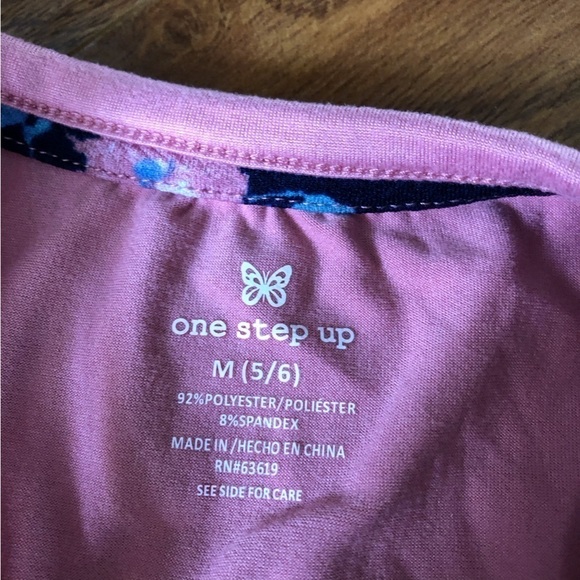 one step up
M (5/6)
92%POLYESTER/POLIÉSTER
8%SPANDEX
MADE IN/HECHO EN CHINA
RN#63619
SEE SIDE FOR CARE